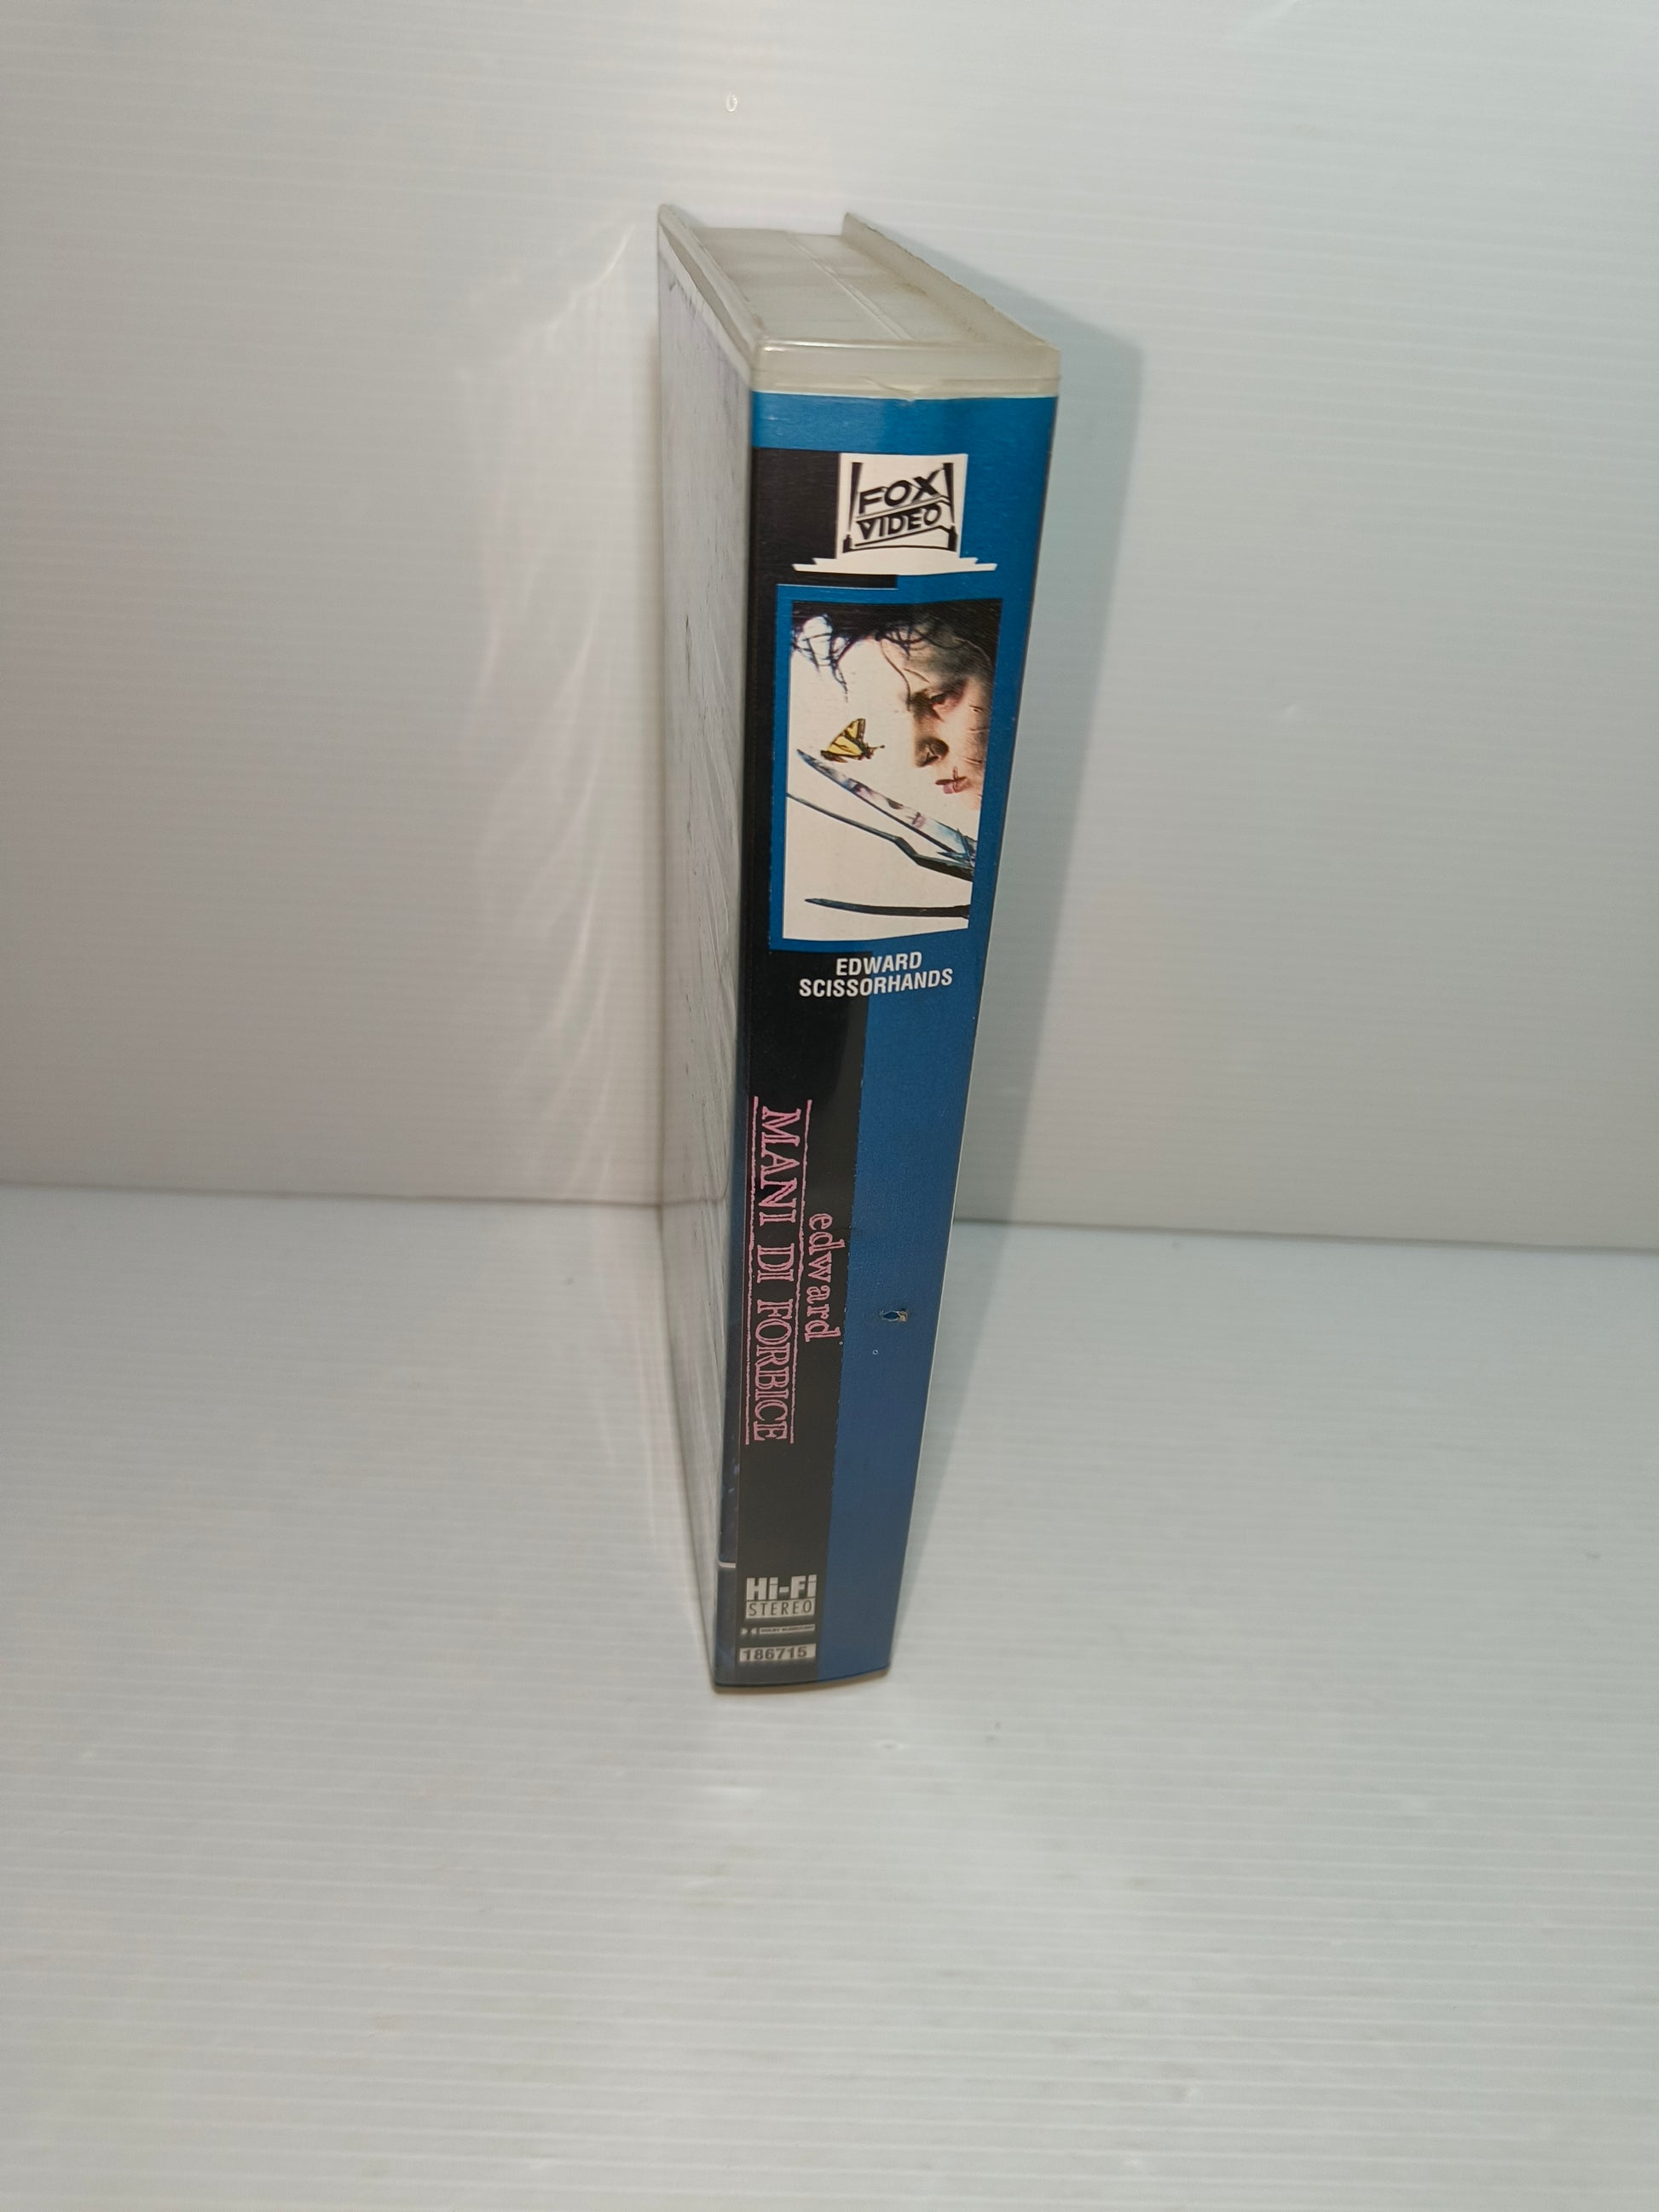 FOX
VIDEO
EDWARD
SCISSORHANDS
edward
MANI DI FORBICE
Hi-Fi
STEREO
186715